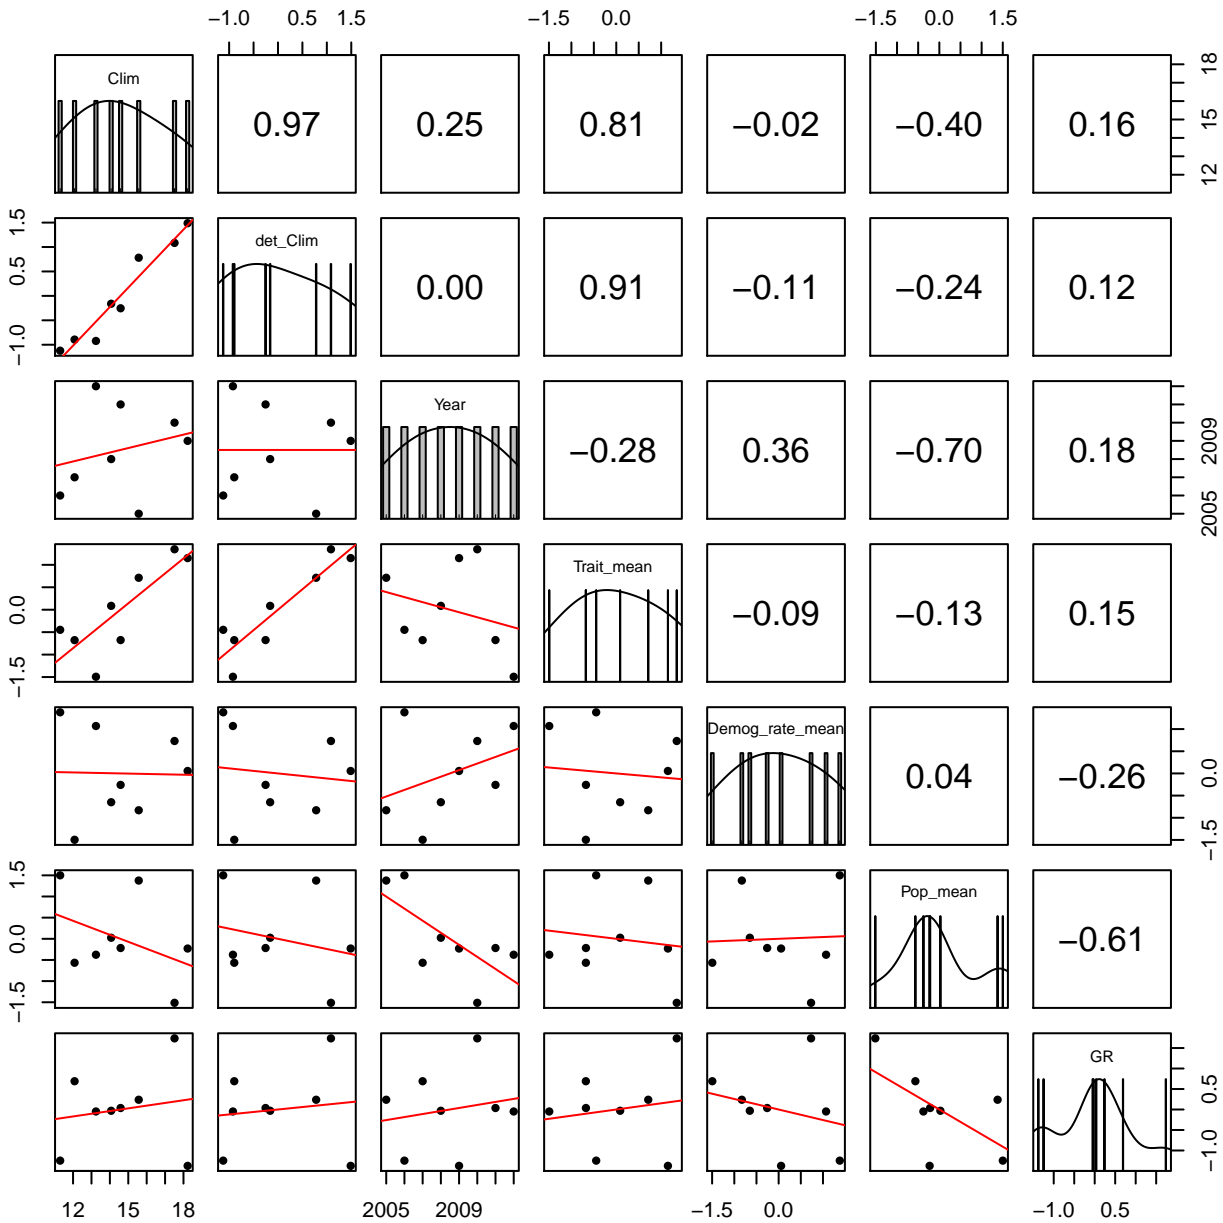 −1.0 0.5 1.5 −1.5 0.0 −1.5 0.0 1.5
Clim 0.97 0.25 0.81 −0.02 −0.40 0.16 12 15 18
−1.0 0.5 1.5 det_Clim 0.00 0.91 −0.11 −0.24 0.12
Year −0.28 0.36 −0.70 0.18 2005 2009
−1.5 0.0 Trait_mean −0.09 −0.13 0.15
Demog_rate_mean 0.04 −0.26 −1.5 0.0
−1.5 0.0 1.5 Pop_mean −0.61
GR −1.0 0.5
12 15 18 2005 2009 −1.5 0.0 −1.0 0.5